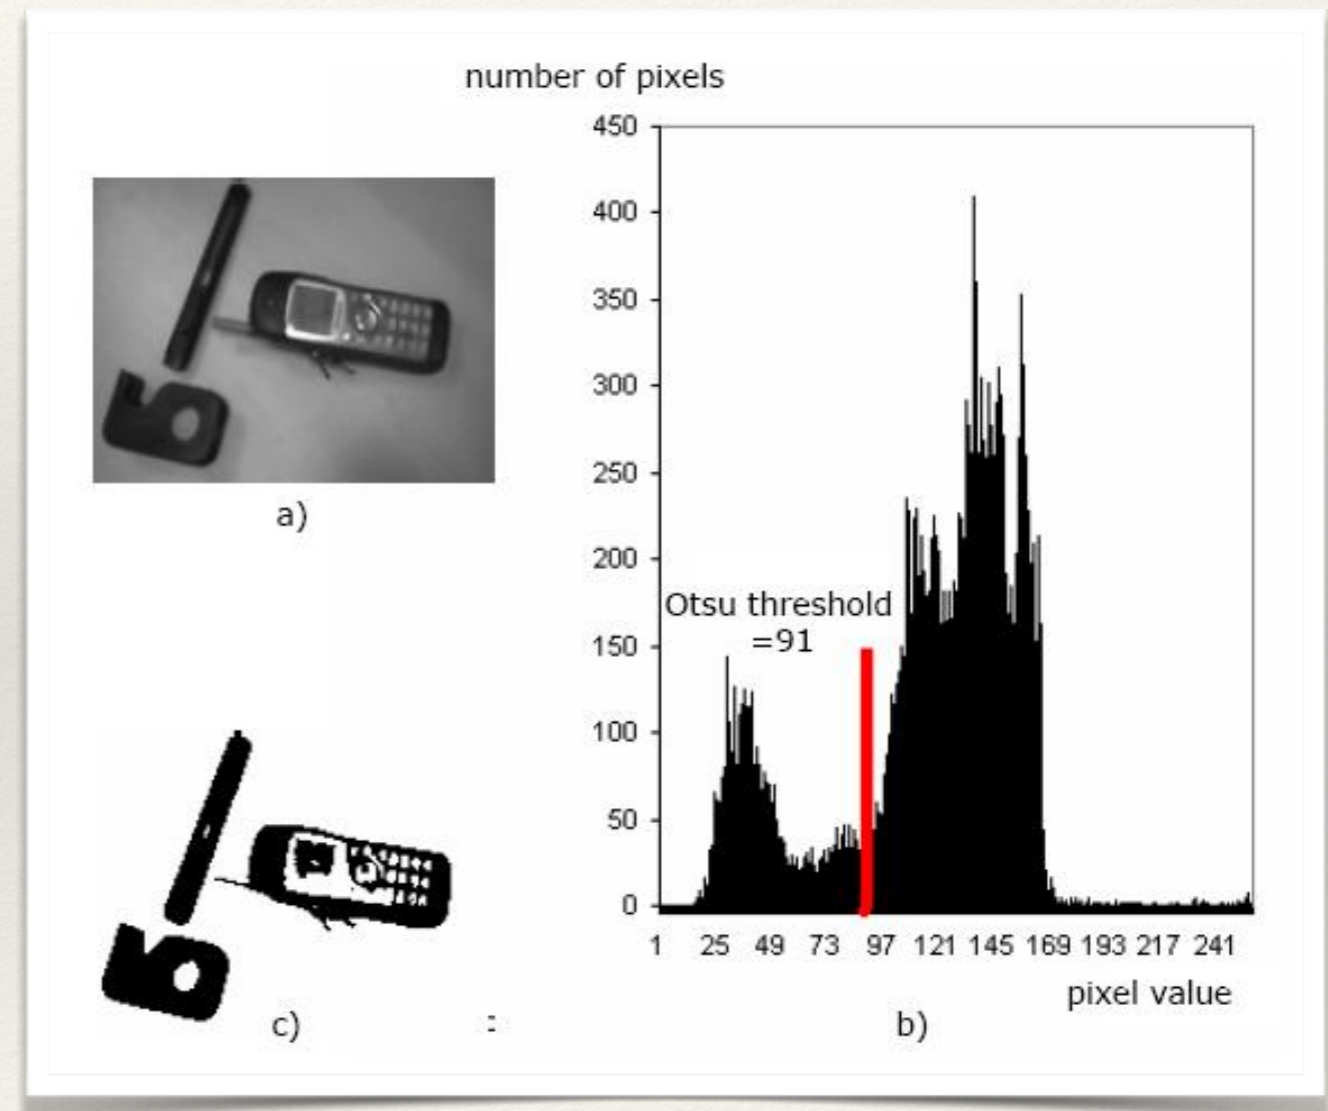 number of pixels
450
400
350
300
250
200
150
100
50
0
Otsu threshold
=91
1 25 49 73 97 121 145 169 193 217 241
pixel value
a)
b)
c)
: